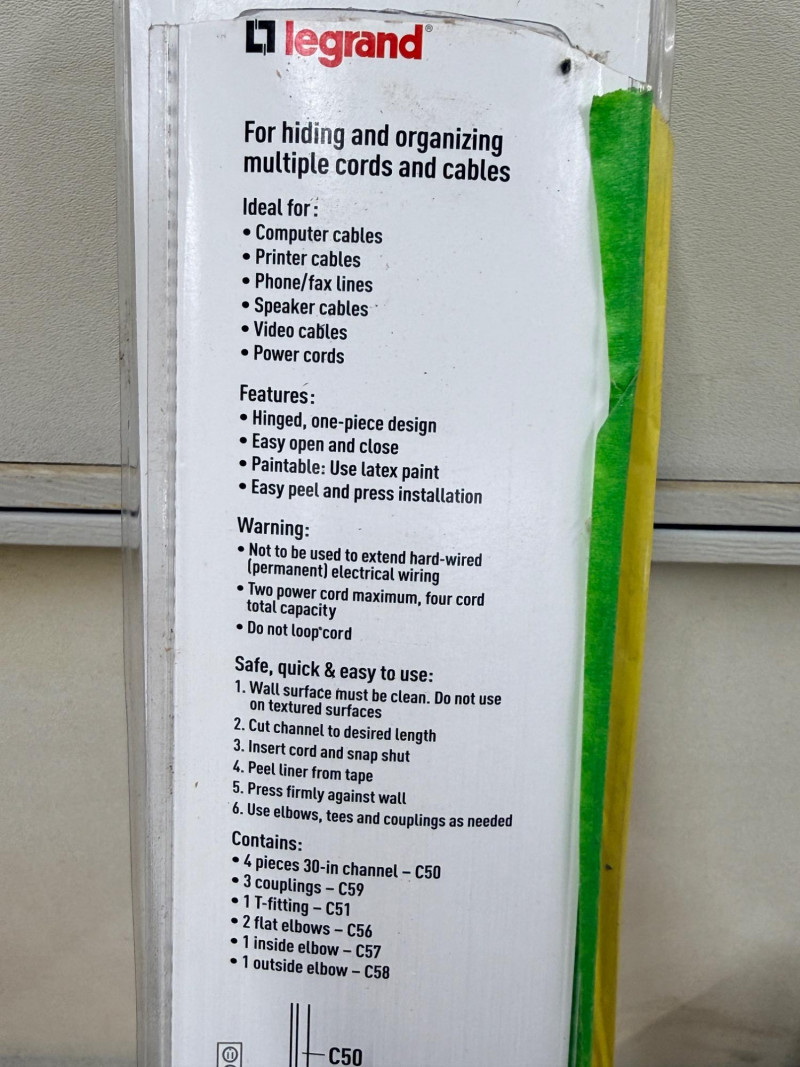 legrand®
For hiding and organizing
multiple cords and cables
Ideal for:
• Computer cables
• Printer cables
• Phone/fax lines
• Speaker cables
• Video cables
• Power cords
Features:
• Hinged, one-piece design
• Easy open and close
• Paintable: Use latex paint
• Easy peel and press installation
Warning:
• Not to be used to extend hard-wired
(permanent) electrical wiring
• Two power cord maximum, four cord
total capacity
• Do not loop cord
Safe, quick & easy to use:
1. Wall surface must be clean. Do not use
on textured surfaces
2. Cut channel to desired length
3. Insert cord and snap shut
4. Peel liner from tape
5. Press firmly against wall
6. Use elbows, tees and couplings as needed
Contains:
• 4 pieces 30-in channel – C50
• 3 couplings – C59
• 1 T-fitting – C51
• 2 flat elbows – C56
• 1 inside elbow – C57
• 1 outside elbow – C58
C50